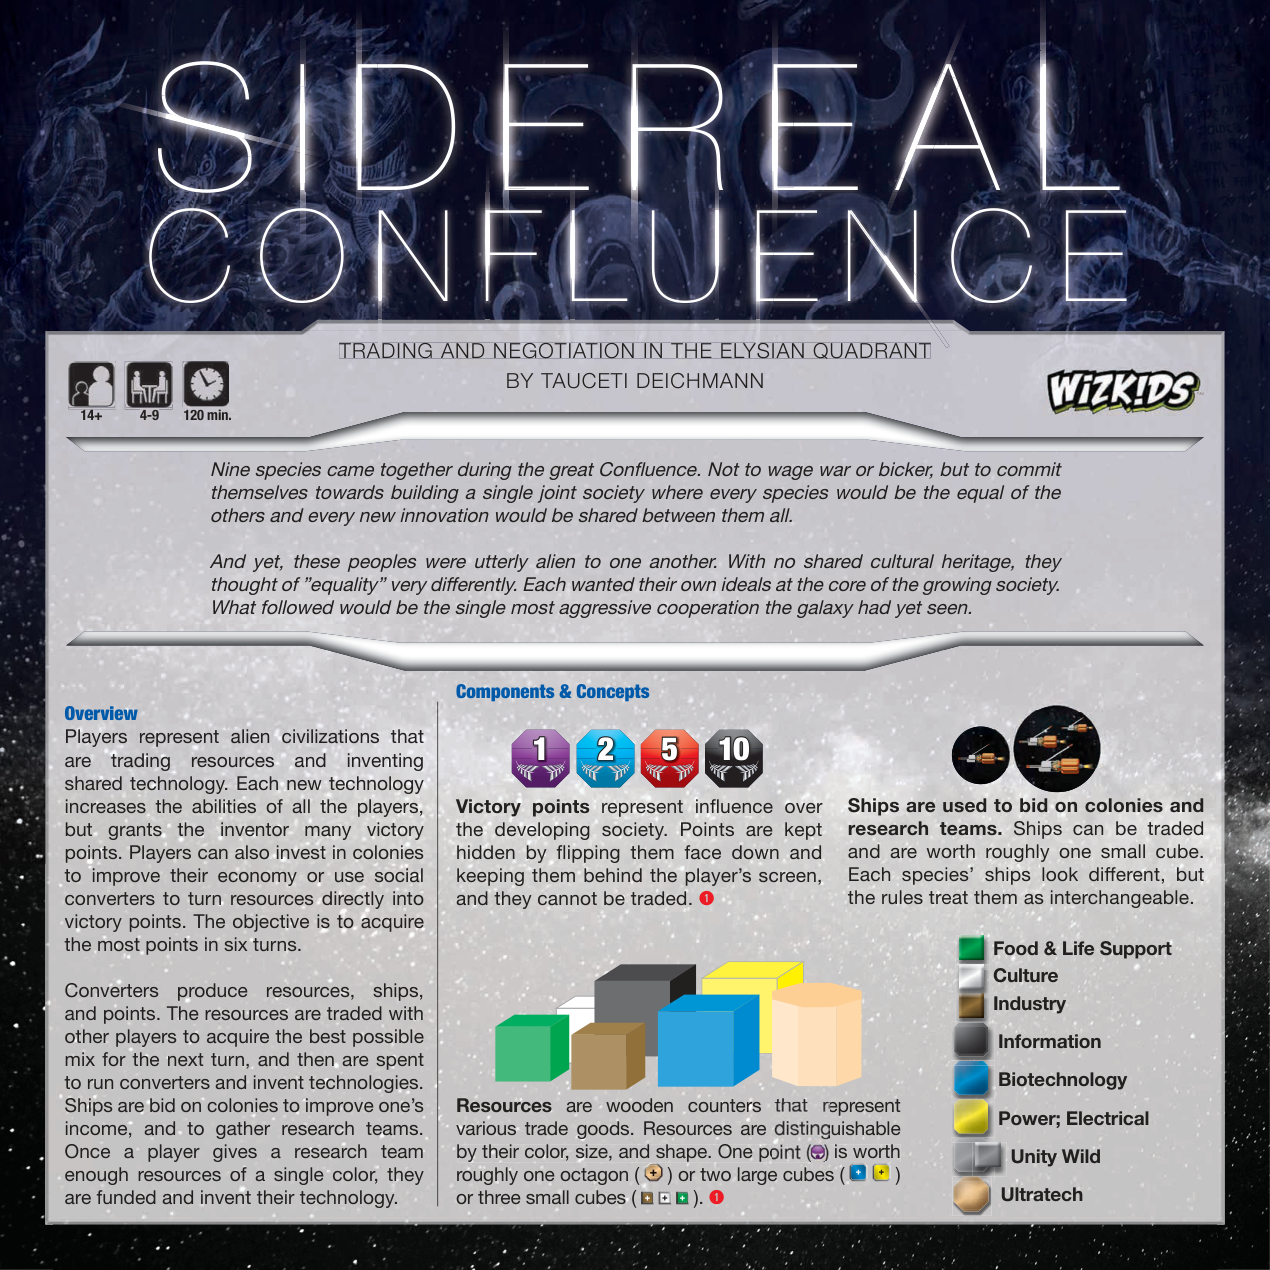 SIDEREAL
CONFLUENCE
TRADING AND NEGOTIATION IN THE ELYSIAN QUADRANT
BY TAUCETI DEICHMANN
14+ 4-9 120 min.
WIZK!DS
Nine species came together during the great Confluence. Not to wage war or bicker, but to commit
themselves towards building a single joint society where every species would be the equal of the
others and every new innovation would be shared between them all.
And yet, these peoples were utterly alien to one another. With no shared cultural heritage, they
thought of ”equality” very differently. Each wanted their own ideals at the core of the growing society.
What followed would be the single most aggressive cooperation the galaxy had yet seen.
Overview
Players represent alien civilizations that
are trading resources and inventing
shared technology. Each new technology
increases the abilities of all the players,
but grants the inventor many victory
points. Players can also invest in colonies
to improve their economy or use social
converters to turn resources directly into
victory points. The objective is to acquire
the most points in six turns.
Converters produce resources, ships,
and points. The resources are traded with
other players to acquire the best possible
mix for the next turn, and then are spent
to run converters and invent technologies.
Ships are bid on colonies to improve one’s
income, and to gather research teams.
Once a player gives a research team
enough resources of a single color, they
are funded and invent their technology.
Components & Concepts
1 2 5 10
Victory points represent influence over
the developing society. Points are kept
hidden by flipping them face down and
keeping them behind the player’s screen,
and they cannot be traded. 1
Ships are used to bid on colonies and
research teams. Ships can be traded
and are worth roughly one small cube.
Each species’ ships look different, but
the rules treat them as interchangeable.
Resources are wooden counters that represent
various trade goods. Resources are distinguishable
by their color, size, and shape. One point ( ) is worth
roughly one octagon ( + ) or two large cubes ( + + )
or three small cubes ( + + + ). 1
Food & Life Support
Culture
Industry
Information
Biotechnology
Power; Electrical
Unity Wild
Ultratech